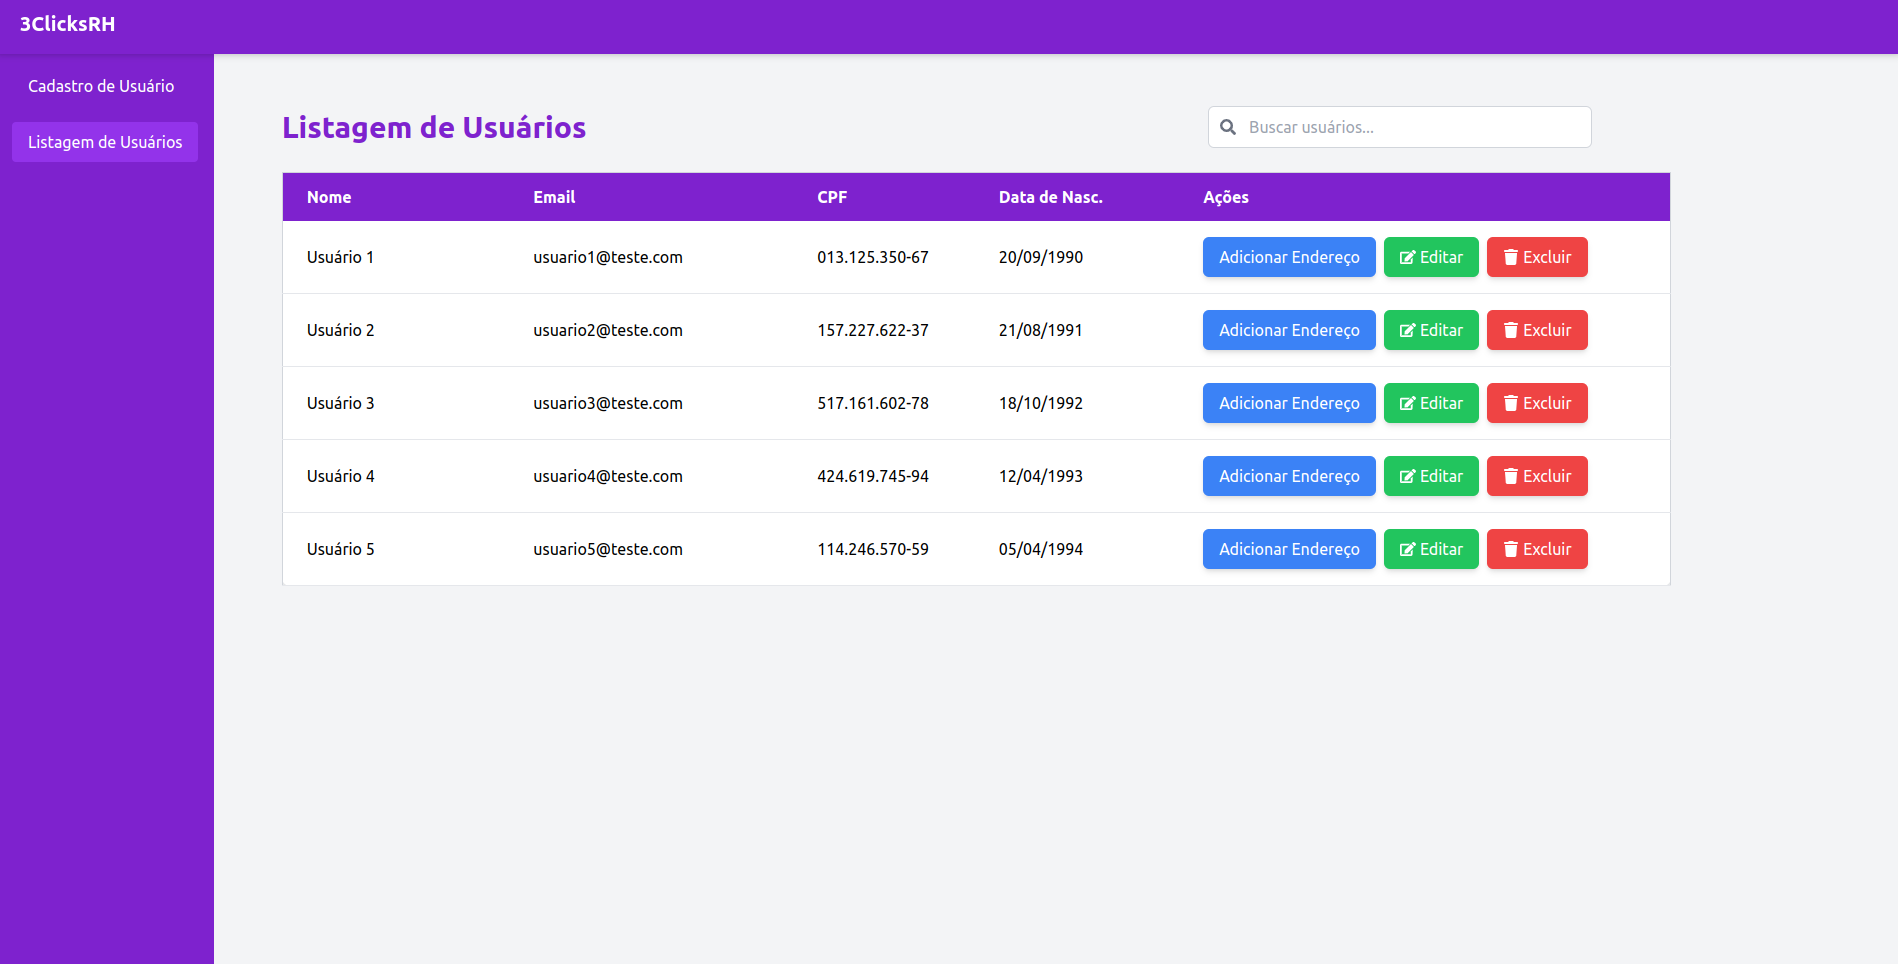 3ClicksRH
Cadastro de Usuário
Listagem de Usuários
Listagem de Usuários
Buscar usuários...
Nome Email CPF Data de Nasc. Ações
Usuário 1 usuario1@teste.com 013.125.350-67 20/09/1990 Adicionar Endereço Editar Excluir
Usuário 2 usuario2@teste.com 157.227.622-37 21/08/1991 Adicionar Endereço Editar Excluir
Usuário 3 usuario3@teste.com 517.161.602-78 18/10/1992 Adicionar Endereço Editar Excluir
Usuário 4 usuario4@teste.com 424.619.745-94 12/04/1993 Adicionar Endereço Editar Excluir
Usuário 5 usuario5@teste.com 114.246.570-59 05/04/1994 Adicionar Endereço Editar Excluir